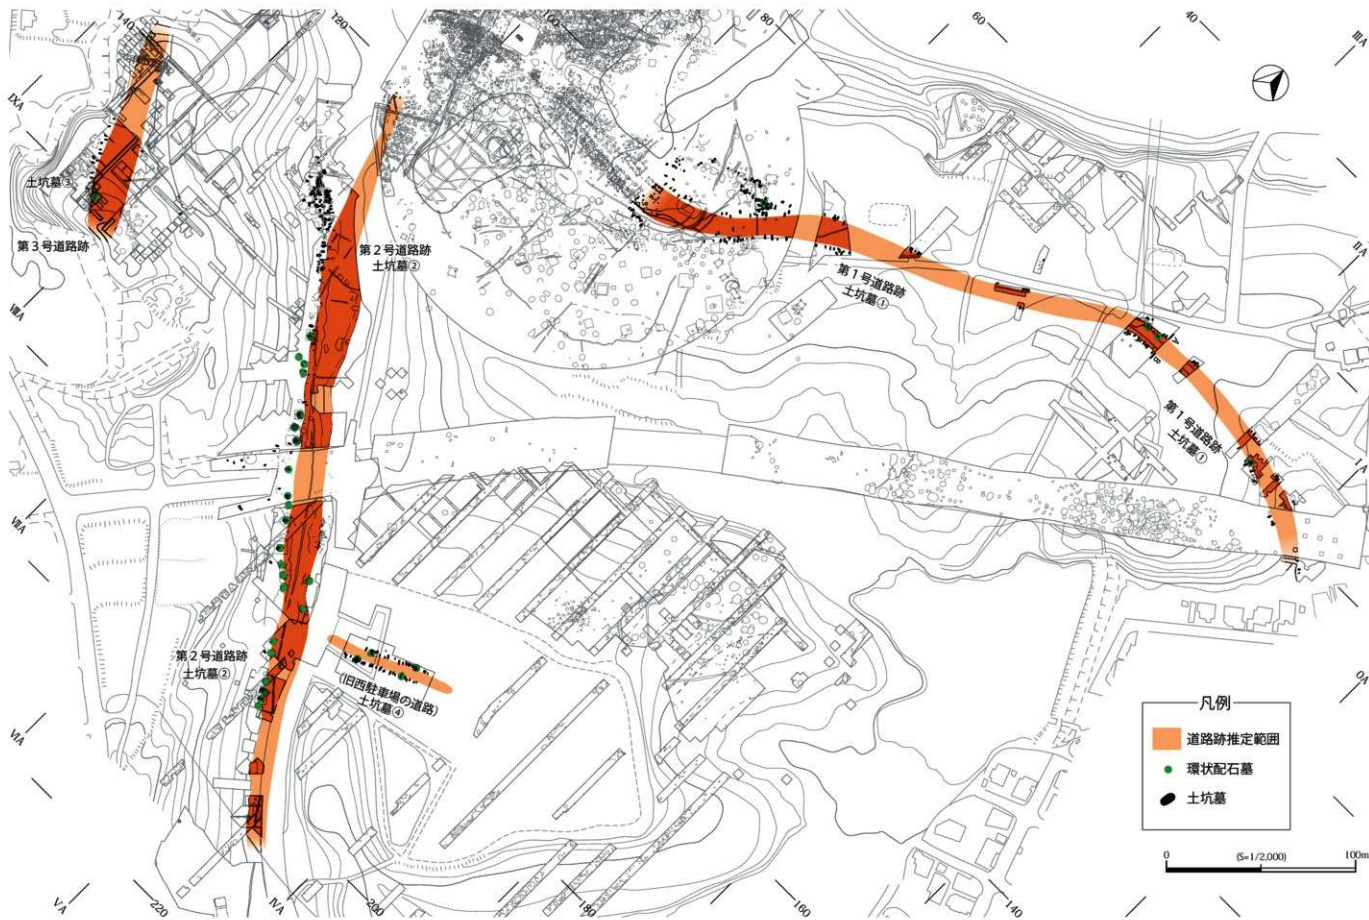 140
120
100
80
60
40
ⅢA
ⅨA
土坑墓③
第3号道路跡
第2号道路跡
土坑墓②
第1号道路跡
土坑墓①
ⅡA
ⅧA
第1号道路跡
土坑墓①
ⅠA
ⅦA
第2号道路跡
土坑墓②
(旧西駐車場の道路)
土坑墓④
0A
ⅥA
凡例
道路跡推定範囲
環状配石墓
土坑墓
0
(S=1/2,000)
100m
ⅤA
220
ⅣA
200
180
160
140